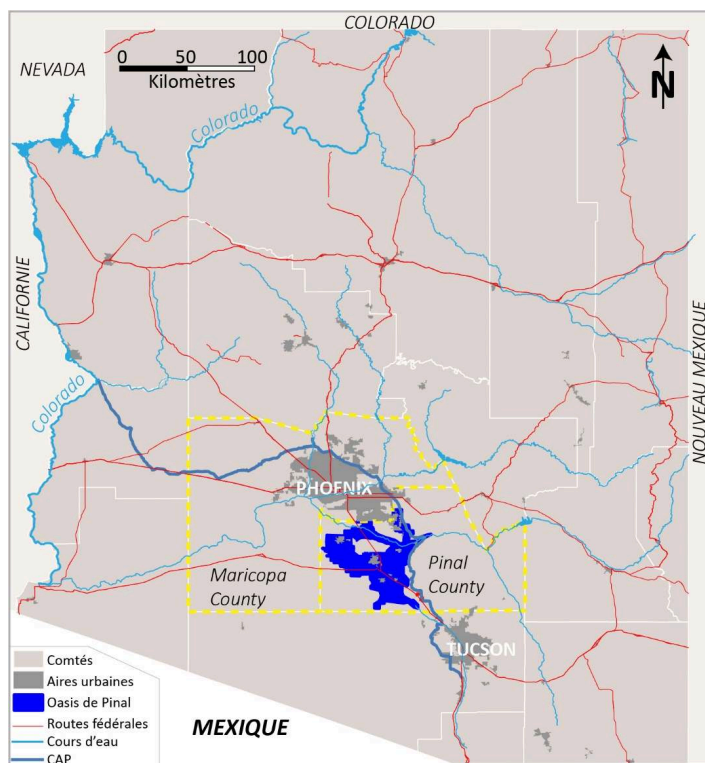 COLORADO
NEVADA
0 50 100
Kilomètres
N
Colorado
CALIFORNIE
NOUVEAU MEXIQUE
Colorado
PHOENIX
Maricopa
County
Pinal
County
TUCSON
MEXIQUE
Comtés
Aires urbaines
Oasis de Pinal
Routes fédérales
Cours d'eau
CAP